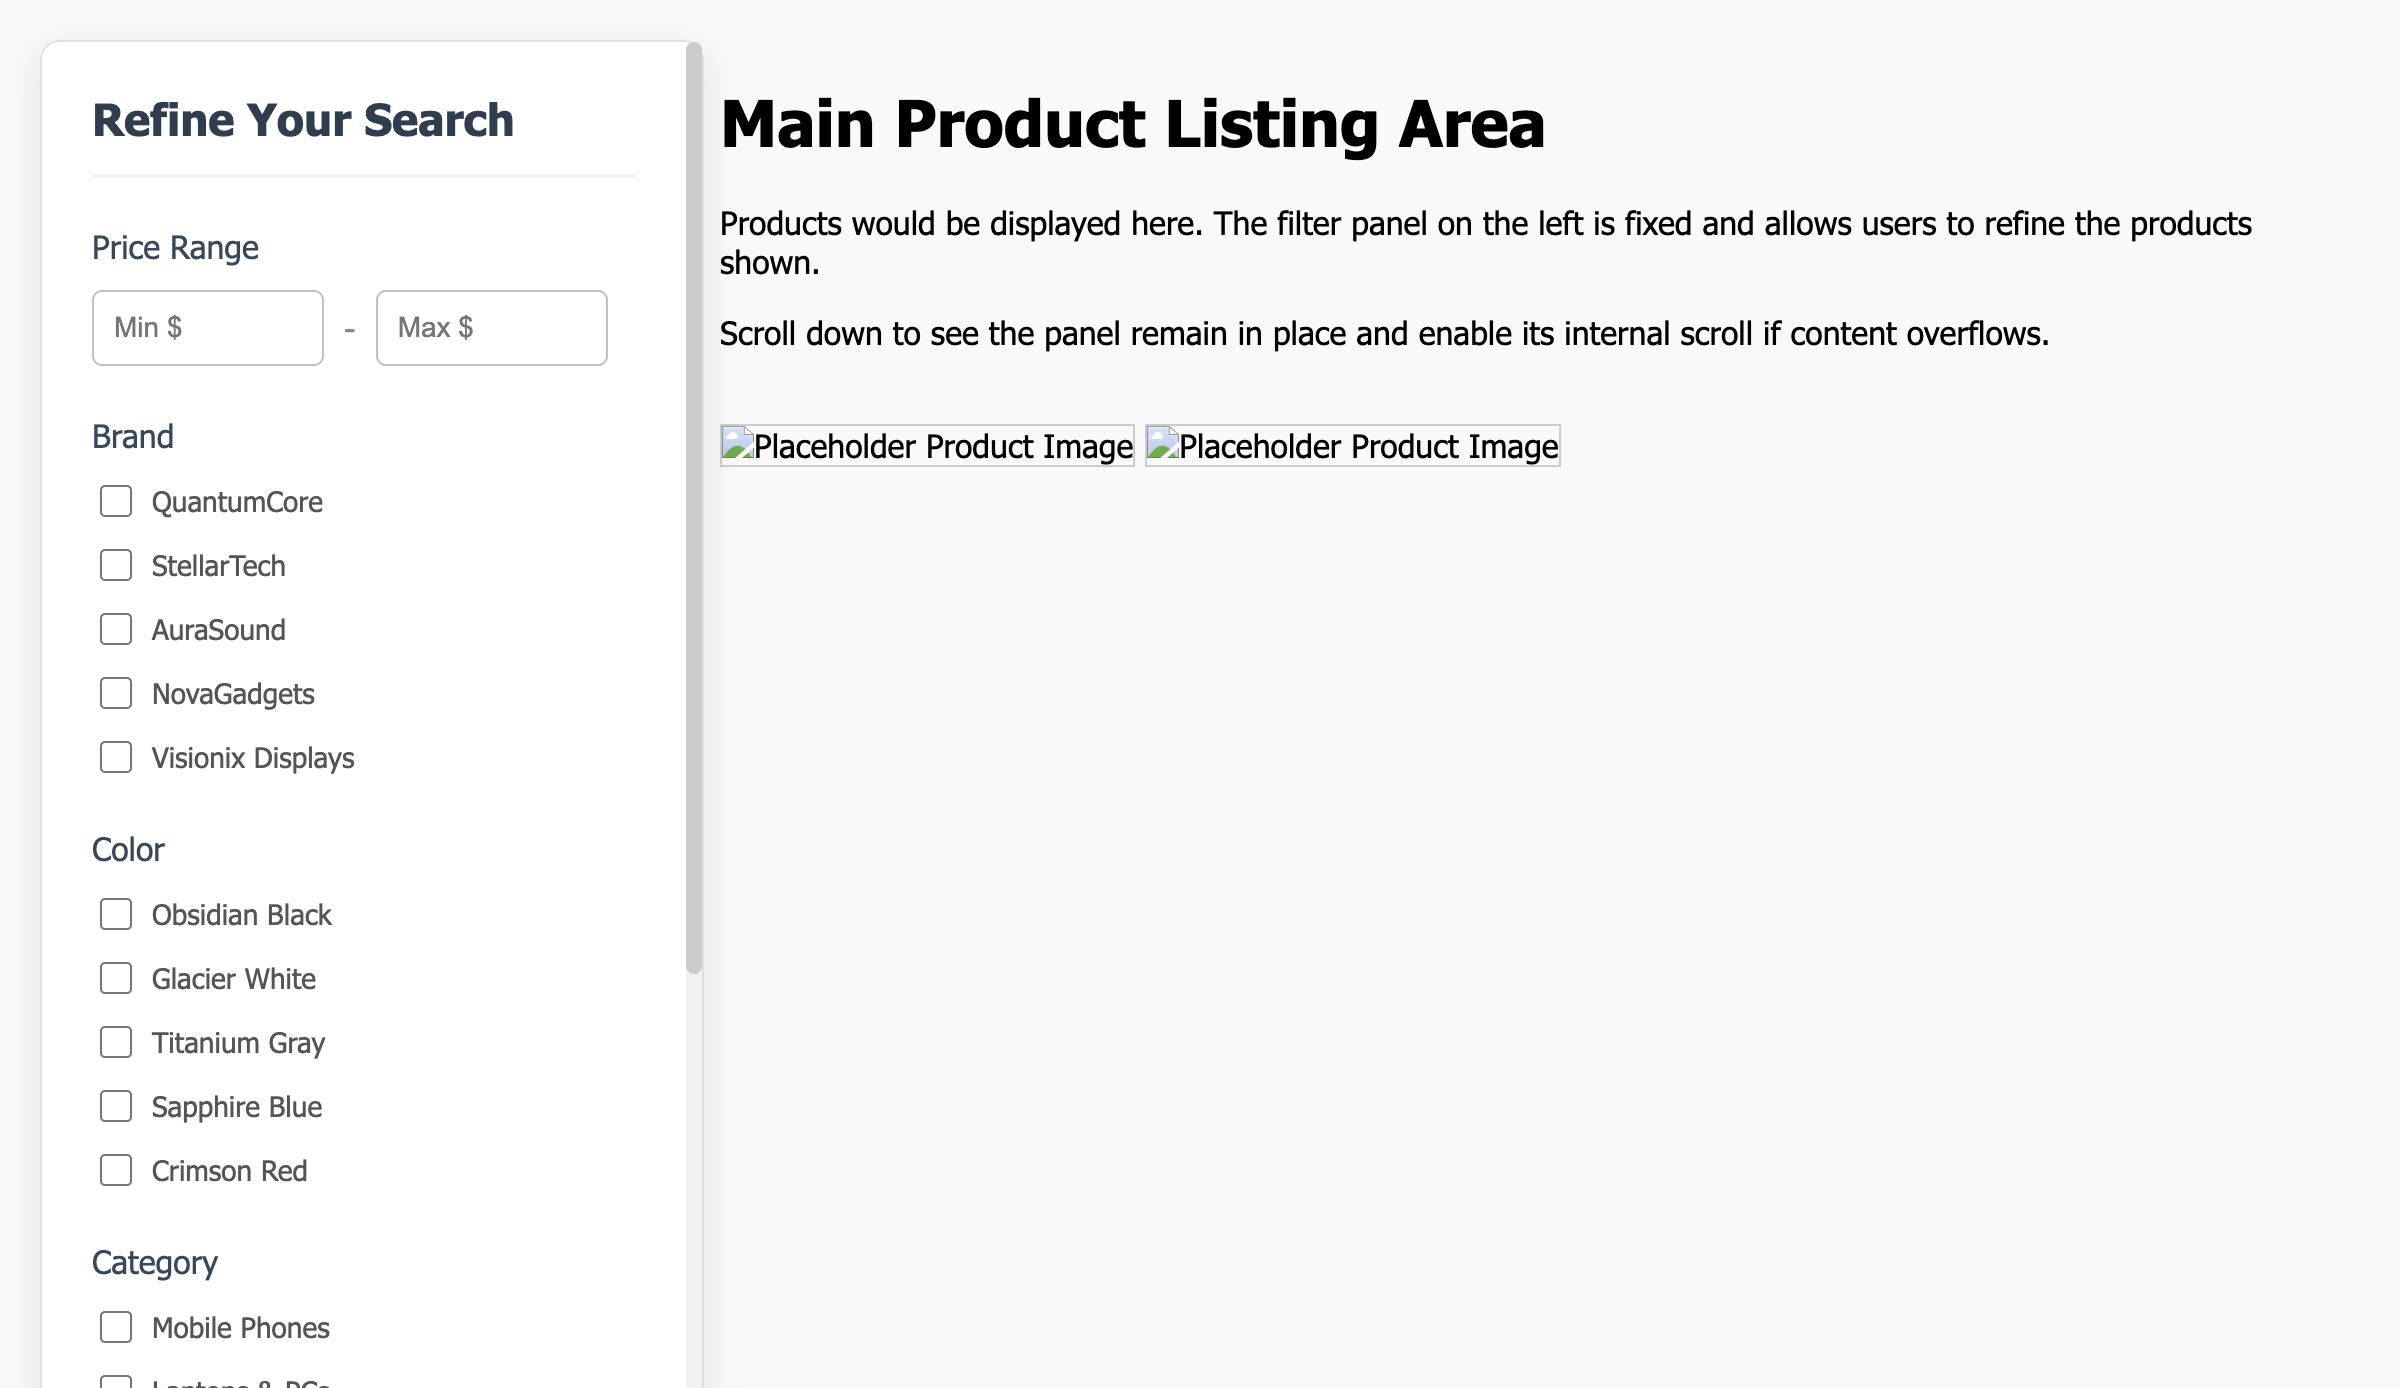 Refine Your Search
Price Range
Min $ - Max $
Brand
QuantumCore
StellarTech
AuraSound
NovaGadgets
Visionix Displays
Color
Obsidian Black
Glacier White
Titanium Gray
Sapphire Blue
Crimson Red
Category
Mobile Phones
Main Product Listing Area
Products would be displayed here. The filter panel on the left is fixed and allows users to refine the products
shown.
Scroll down to see the panel remain in place and enable its internal scroll if content overflows.
Placeholder Product Image Placeholder Product Image